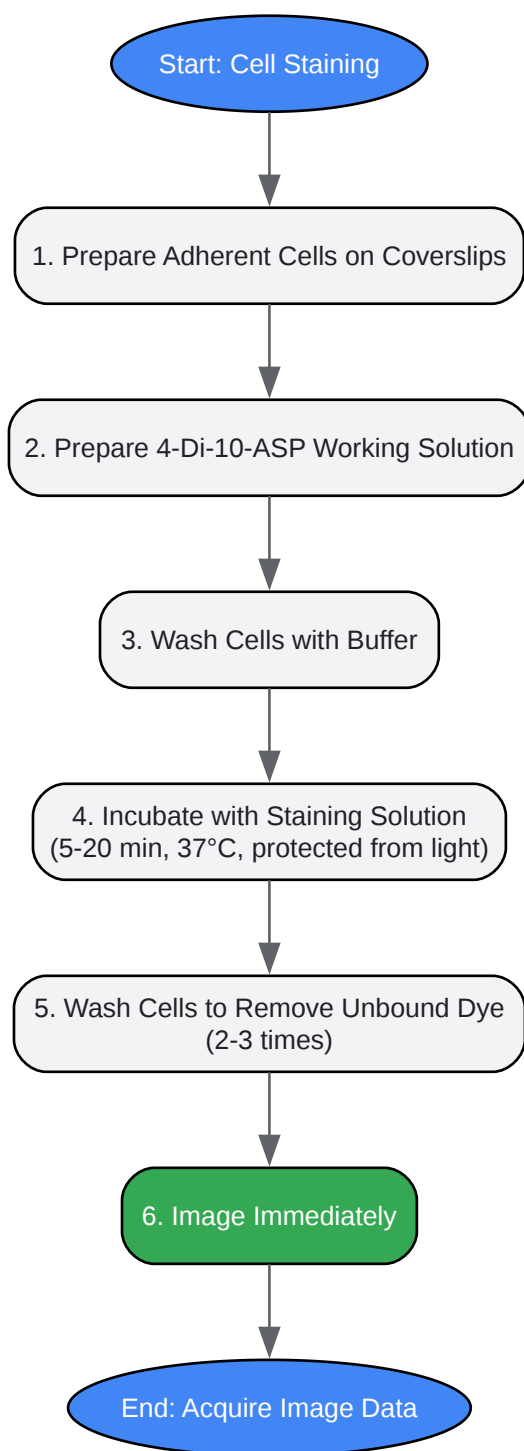 Start: Cell Staining
1. Prepare Adherent Cells on Coverslips
2. Prepare 4-Di-10-ASP Working Solution
3. Wash Cells with Buffer
4. Incubate with Staining Solution
(5-20 min, 37°C, protected from light)
5. Wash Cells to Remove Unbound Dye
(2-3 times)
6. Image Immediately
End: Acquire Image Data